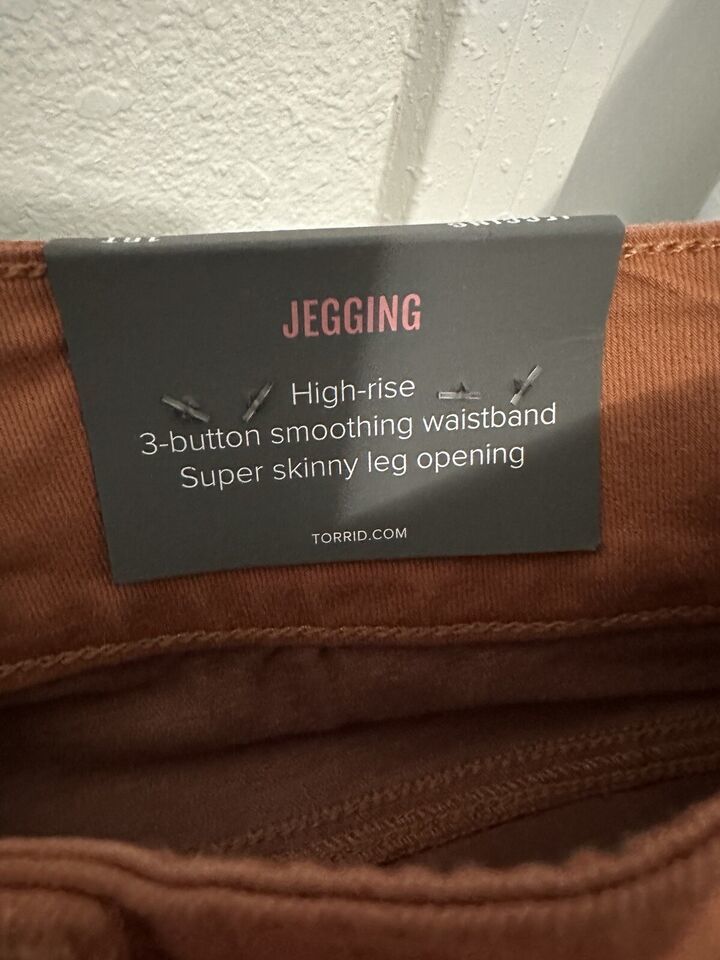 JEGGING
High-rise
3-button smoothing waistband
Super skinny leg opening
TORRID.COM